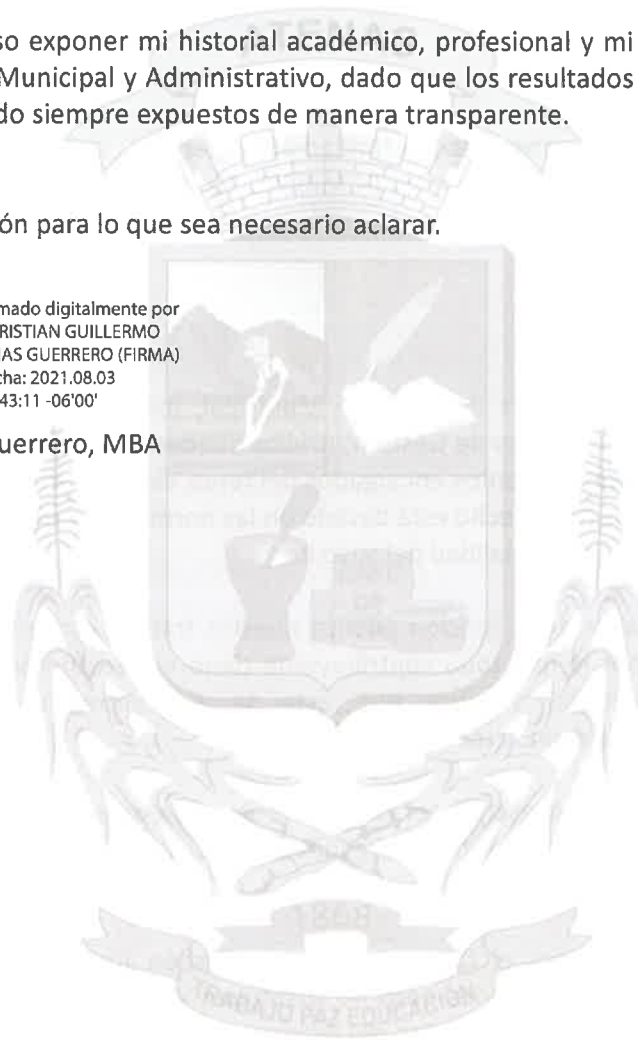 ATENAS
so exponer mi historial académico, profesional y mi
Municipal y Administrativo, dado que los resultados
do siempre expuestos de manera transparente.
ón para lo que sea necesario aclarar.
mado digitalmente por
RISTIAN GUILLERMO
IAS GUERRERO (FIRMA)
cha: 2021.08.03
43:11 -06'00'
uerrero, MBA
1868
TRABAJO PAZ EDUCACION